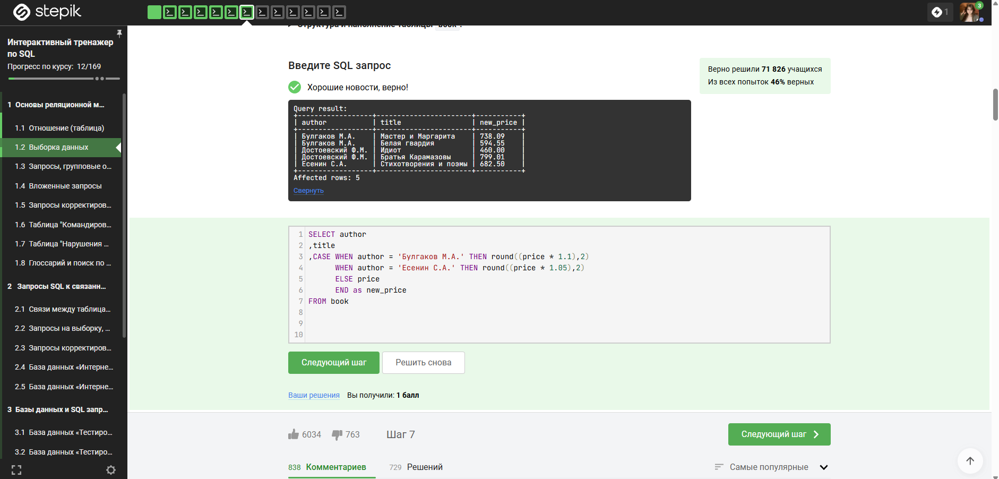 stepik
1
3
Интерактивный тренажер
по SQL
Прогресс по курсу: 12/169
1 Основы реляционной м...
1.1 Отношение (таблица)
1.2 Выборка данных
1.3 Запросы, групповые о...
1.4 Вложенные запросы
1.5 Запросы корректиров...
1.6 Таблица "Командиров...
1.7 Таблица "Нарушения ...
1.8 Глоссарий и поиск по ...
2 Запросы SQL к связанн...
2.1 Связи между таблица...
2.2 Запросы на выборку, ...
2.3 Запросы корректиров...
2.4 База данных «Интерне...
2.5 База данных «Интерне...
3 Базы данных и SQL запр...
3.1 База данных «Тестиро...
3.2 База данных «Тестиро...
Структура и наполнение таблицы book :
Введите SQL запрос
Хорошие новости, верно!
Верно решили 71 826 учащихся
Из всех попыток 46% верных
Query result:
+------------------+-----------------------+-----------+
| author           | title                 | new_price |
+------------------+-----------------------+-----------+
| Булгаков М.А.    | Мастер и Маргарита    | 738.09    |
| Булгаков М.А.    | Белая гвардия         | 594.55    |
| Достоевский Ф.М. | Идиот                 | 460.00    |
| Достоевский Ф.М. | Братья Карамазовы     | 799.01    |
| Есенин С.А.      | Стихотворения и поэмы | 682.50    |
+------------------+-----------------------+-----------+
Affected rows: 5
Свернуть
1 SELECT author
2 ,title
3 ,CASE WHEN author = 'Булгаков М.А.' THEN round((price * 1.1),2)
4 WHEN author = 'Есенин С.А.' THEN round((price * 1.05),2)
5 ELSE price
6 END as new_price
7 FROM book
8
9
10
Следующий шаг Решить снова
Ваши решения Вы получили: 1 балл
6034 763 Шаг 7 Следующий шаг
838 Комментариев 729 Решений Самые популярные